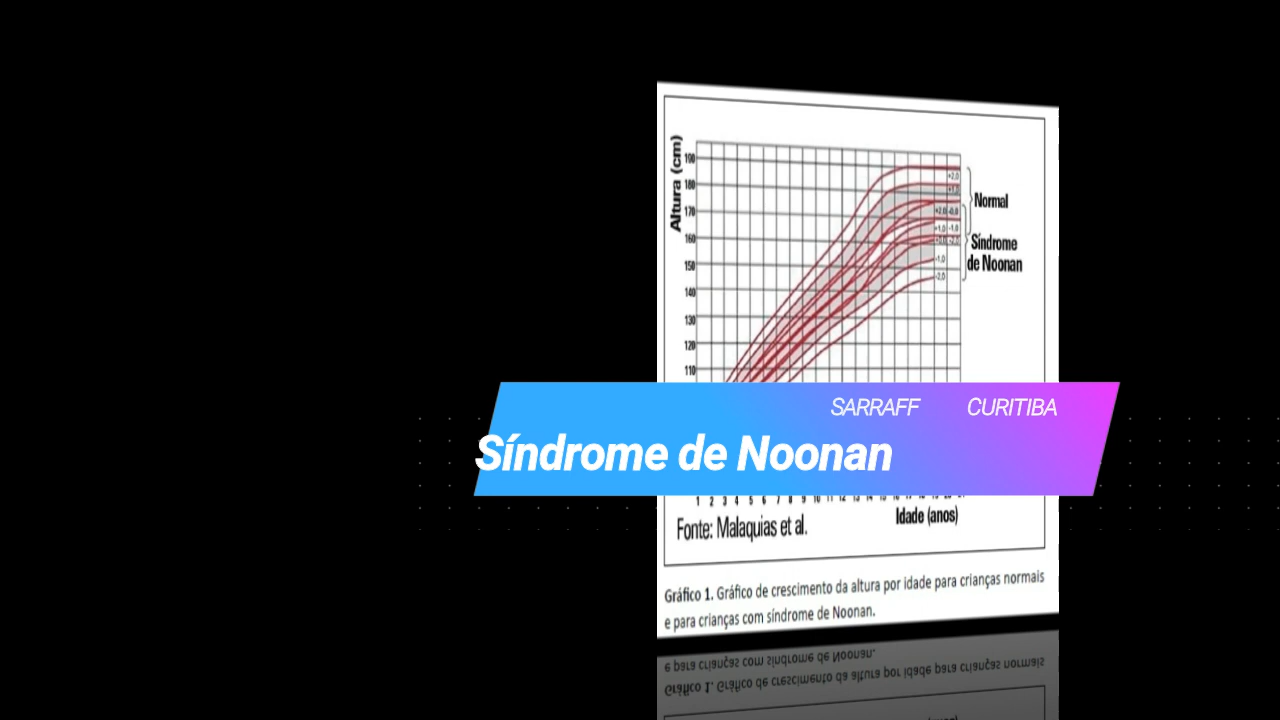 Altura (cm)
190
180
170
160
150
140
130
120
110
+2,0
+1,0
+2,0 -0,0
+1,0 -1,0
-1,0
-2,0
Normal
Síndrome
de Noonan
SARRAFF CURITIBA
Síndrome de Noonan
1 2 3 4 5 6 7 8 9 10 11 12 13 14 15 16 17 18 19 20
Idade (anos)
Fonte: Malaquias et al.
Gráfico 1. Gráfico de crescimento da altura por idade para crianças normais
e para crianças com síndrome de Noonan.